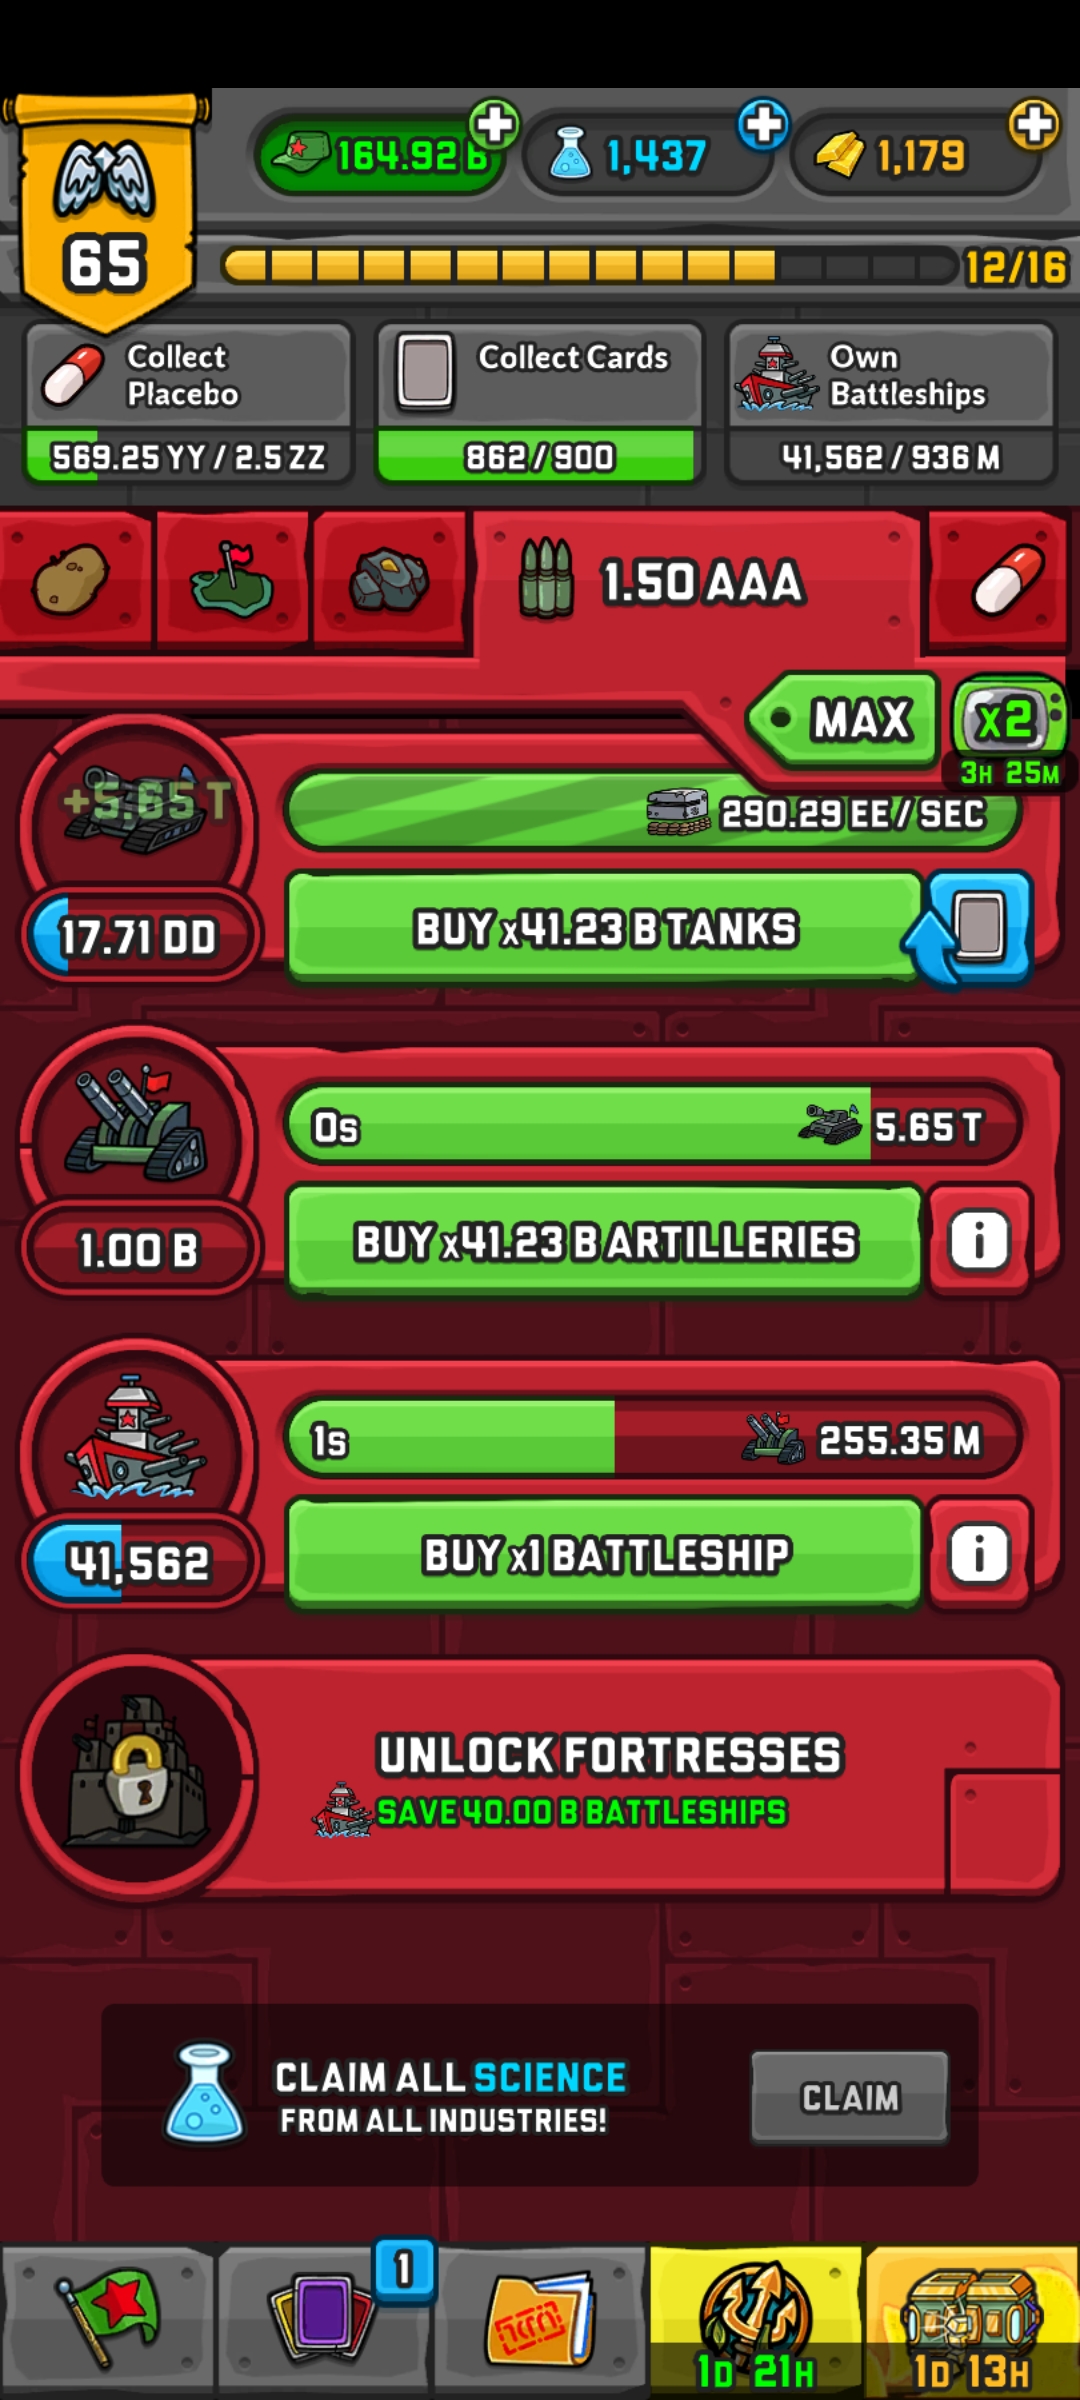 164.92 B
1,437
1,179
65
12/16
Collect
Placebo
569.25 YY / 2.5 ZZ
Collect Cards
862/900
Own
Battleships
41,562 / 936 M
1.50 AAA
MAX
x2
3H 25M
+5.65 T
290.29 EE / SEC
17.71 DD
BUY x41.23 B TANKS
0s
5.65 T
1.00 B
BUY x41.23 B ARTILLERIES
i
1s
255.35 M
41,562
BUY x1 BATTLESHIP
i
UNLOCK FORTRESSES
SAVE 40.00 B BATTLESHIPS
CLAIM ALL SCIENCE
FROM ALL INDUSTRIES!
CLAIM
1
1D 21H
1D 13H